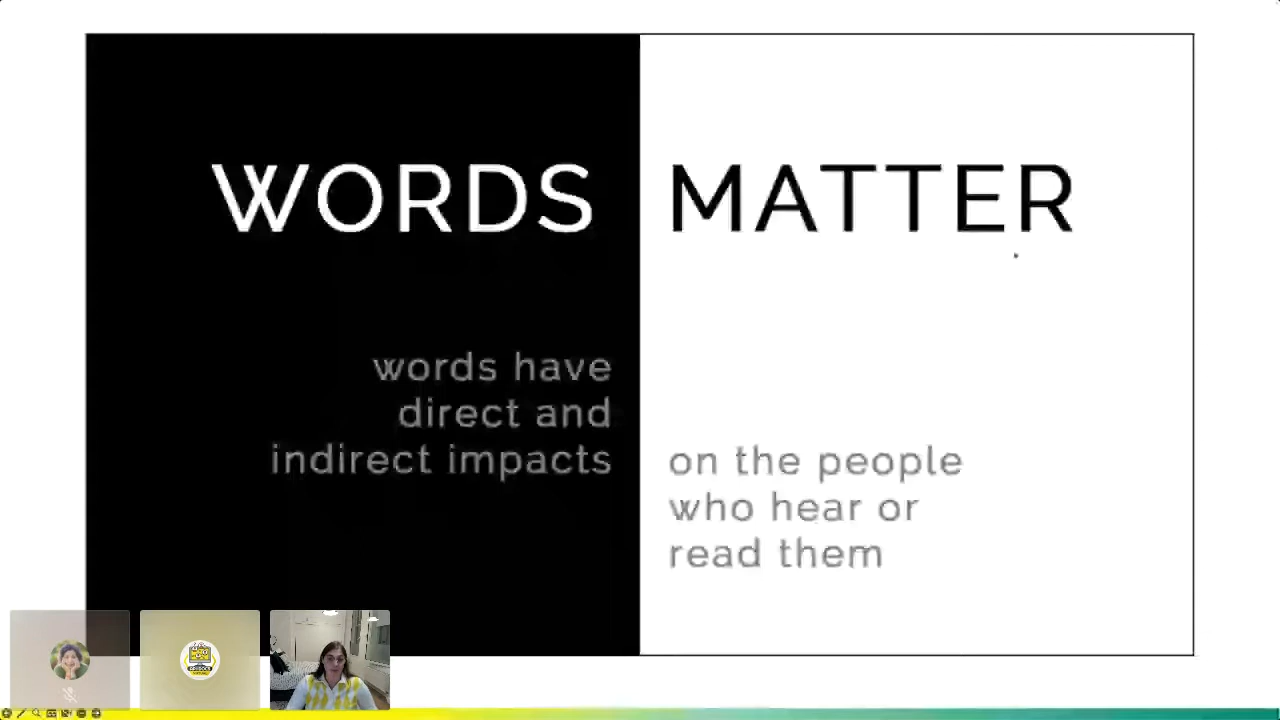 WORDS MATTER
words have
direct and
indirect impacts
on the people
who hear or
read them